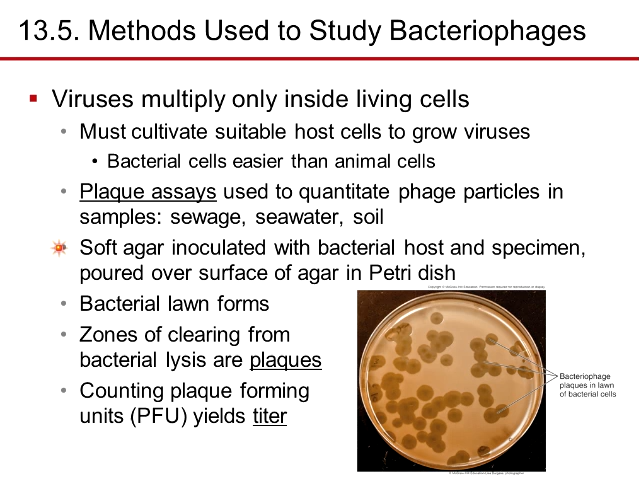 13.5. Methods Used to Study Bacteriophages
Viruses multiply only inside living cells
Must cultivate suitable host cells to grow viruses
Bacterial cells easier than animal cells
Plaque assays used to quantitate phage particles in
samples: sewage, seawater, soil
Soft agar inoculated with bacterial host and specimen,
poured over surface of agar in Petri dish
Bacterial lawn forms
Zones of clearing from
bacterial lysis are plaques
Counting plaque forming
units (PFU) yields titer
Bacteriophage
plaques in lawn
of bacterial cells